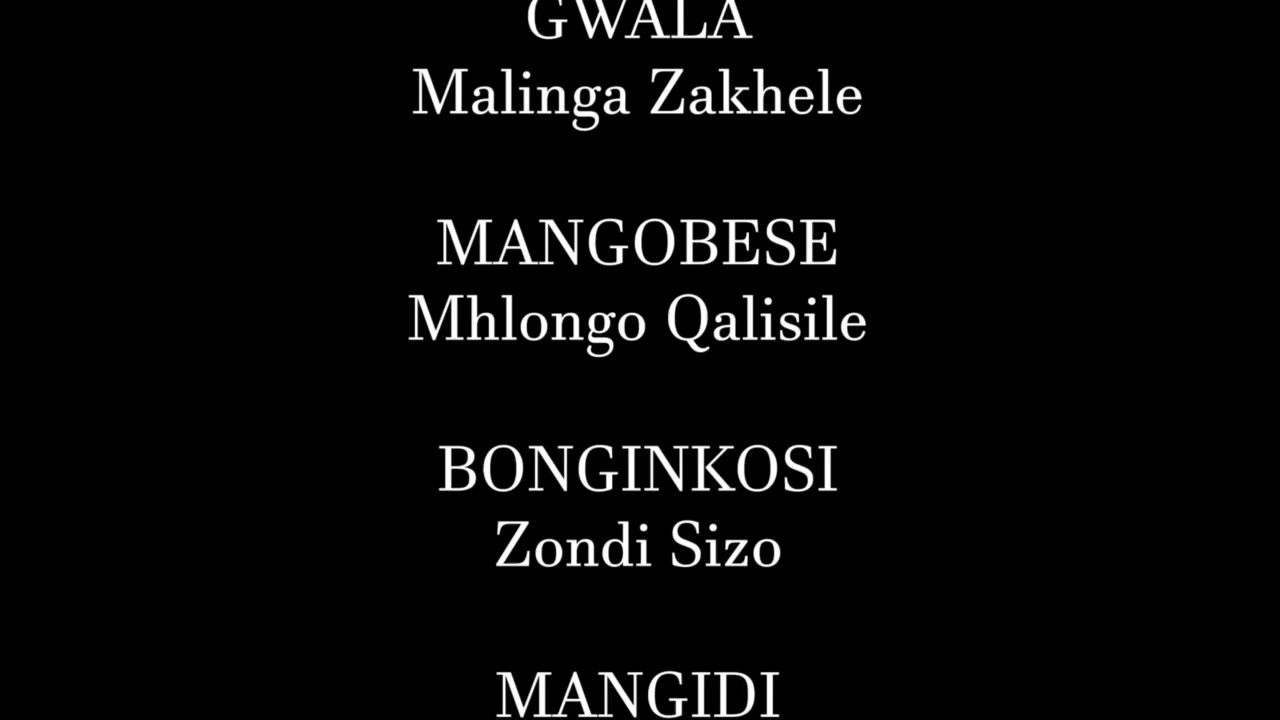 GWALA
Malinga Zakhele
MANGOBESE
Mhlongo Qalisile
BONGINKOSI
Zondi Sizo
MANGIDI